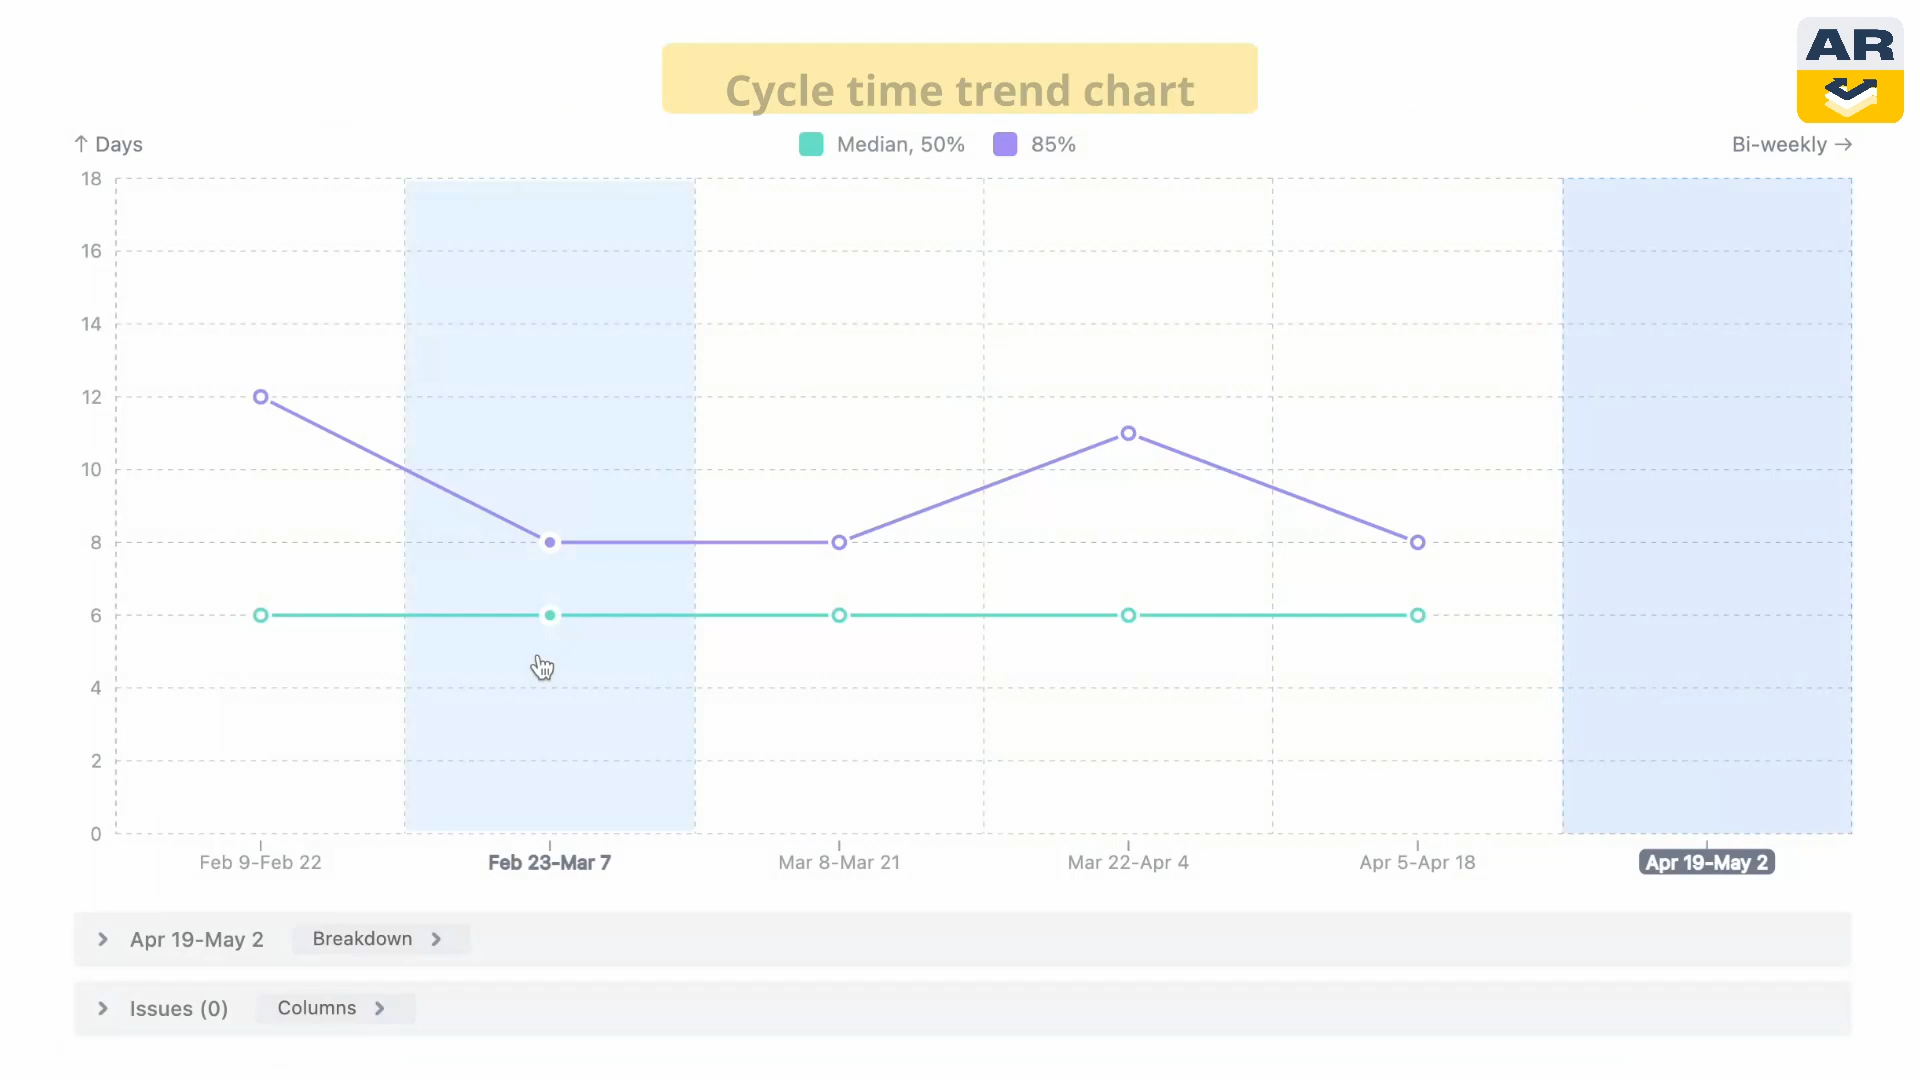 AR
Cycle time trend chart
↑ Days
Median, 50%
85%
Bi-weekly →
18
16
14
12
10
8
6
4
2
0
Feb 9-Feb 22
Feb 23-Mar 7
Mar 8-Mar 21
Mar 22-Apr 4
Apr 5-Apr 18
Apr 19-May 2
Apr 19-May 2
Breakdown
Issues (0)
Columns